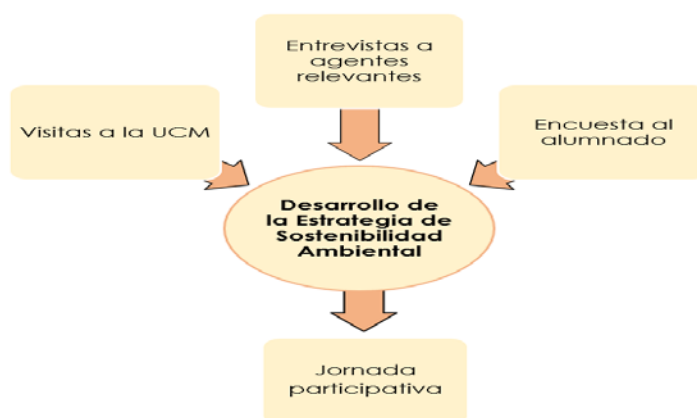 Entrevistas a
agentes
relevantes
Visitas a la UCM
Encuesta al
alumnado
Desarrollo de
la Estrategia de
Sostenibilidad
Ambiental
Jornada
participativa